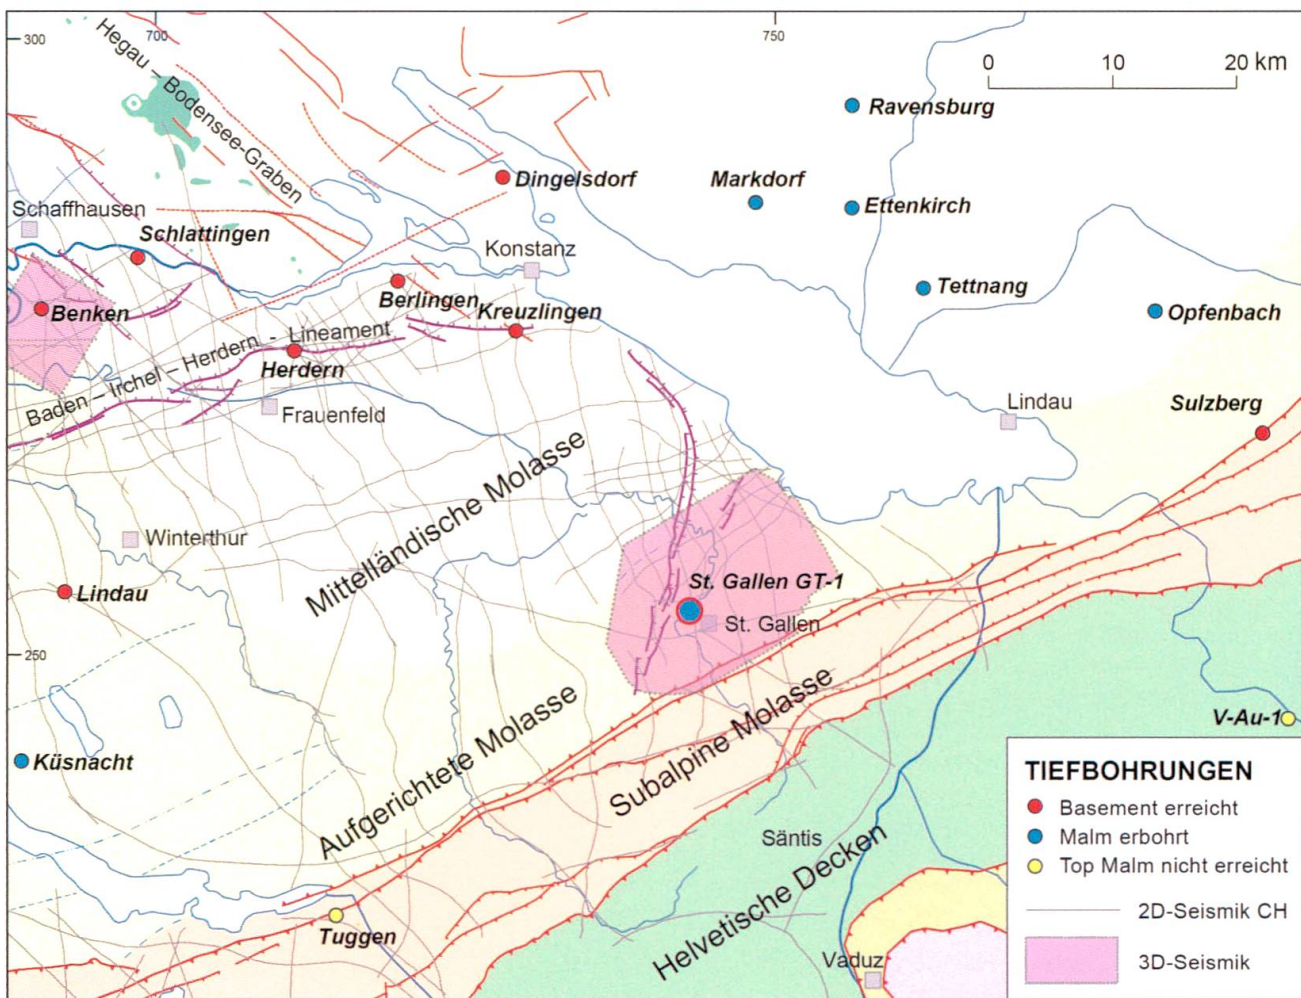 300
700
750
0 10 20 km
Hegau – Bodensee-Graben
Ravensburg
Dingelsdorf
Markdorf
Ettenkirch
Schaffhausen
Schlattingen
Konstanz
Tettnang
Berlingen
Benken
Kreuzlingen
Opfenbach
Baden – Irchel – Herdern - Lineament
Herdern
Frauenfeld
Lindau
Sulzberg
Mittelländische Molasse
Winterthur
St. Gallen GT-1
Lindau
St. Gallen
250
Aufgerichtete Molasse
Subalpine Molasse
V-Au-1
Küsnacht
Säntis
Helvetische Decken
Tuggen
Vaduz
TIEFBOHRUNGEN
Basement erreicht
Malm erbohrt
Top Malm nicht erreicht
2D-Seismik CH
3D-Seismik